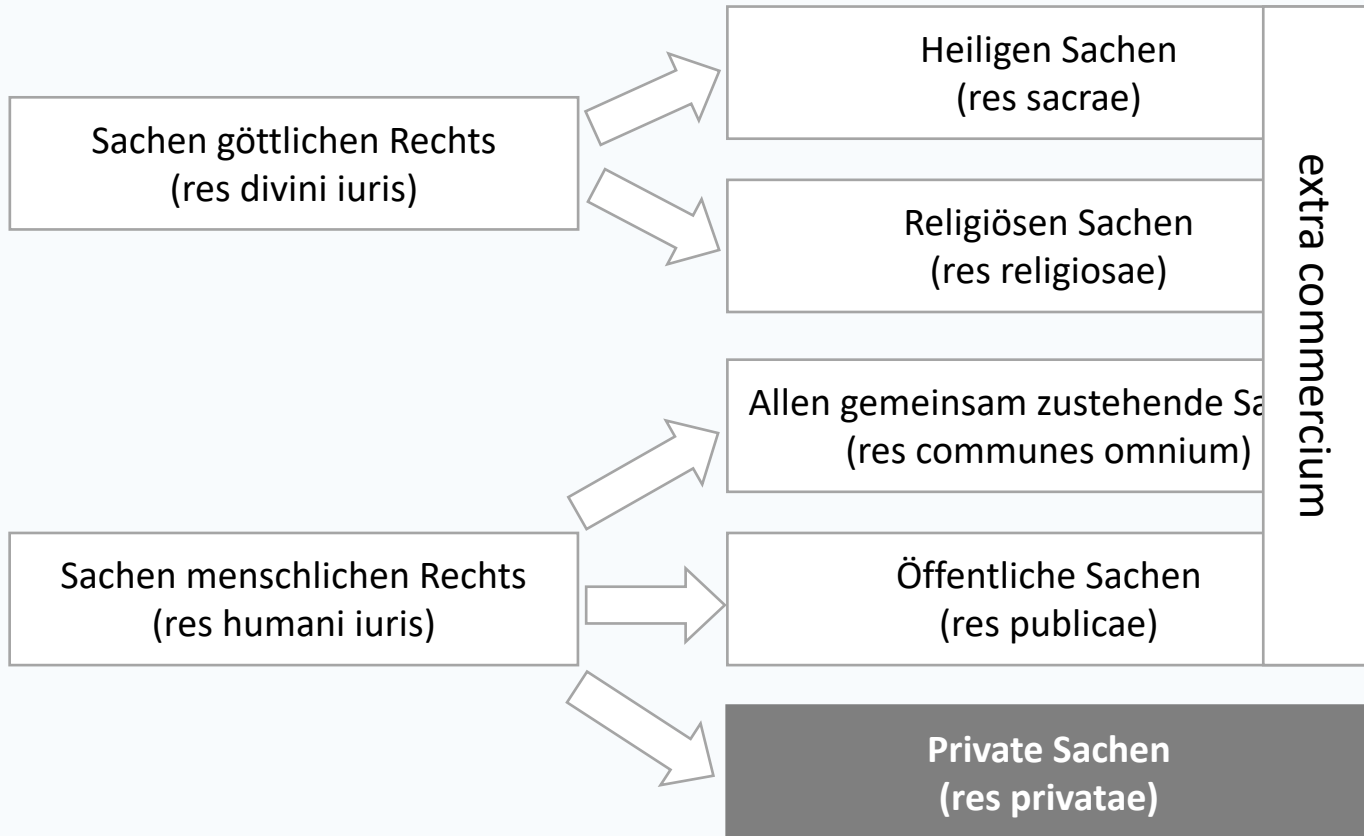 Sachen göttlichen Rechts
(res divini iuris)
Heiligen Sachen
(res sacrae)
Religiösen Sachen
(res religiosae)
Sachen menschlichen Rechts
(res humani iuris)
Allen gemeinsam zustehende
(res communes omnium)
Öffentliche Sachen
(res publicae)
Private Sachen
(res privatae)
extra commercium